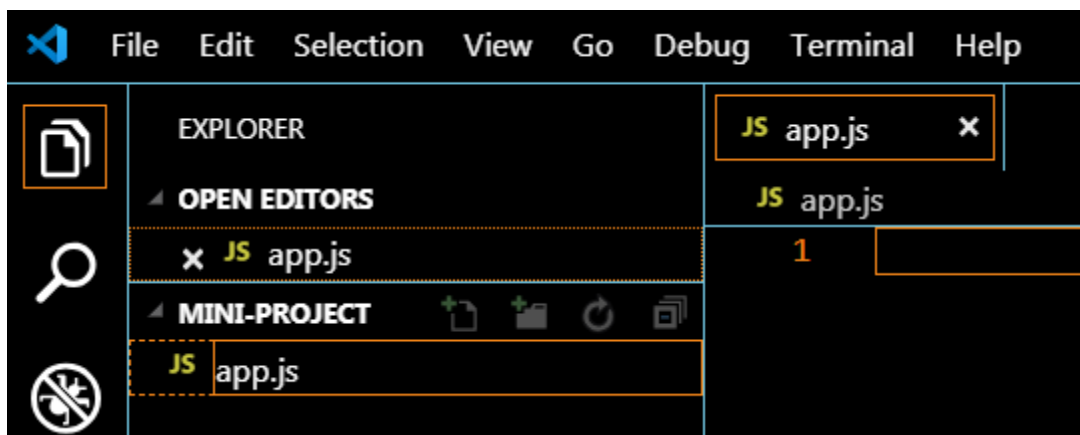 File Edit Selection View Go Debug Terminal Help
EXPLORER
OPEN EDITORS
JS app.js
MINI-PROJECT
JS app.js
JS app.js
JS app.js
1